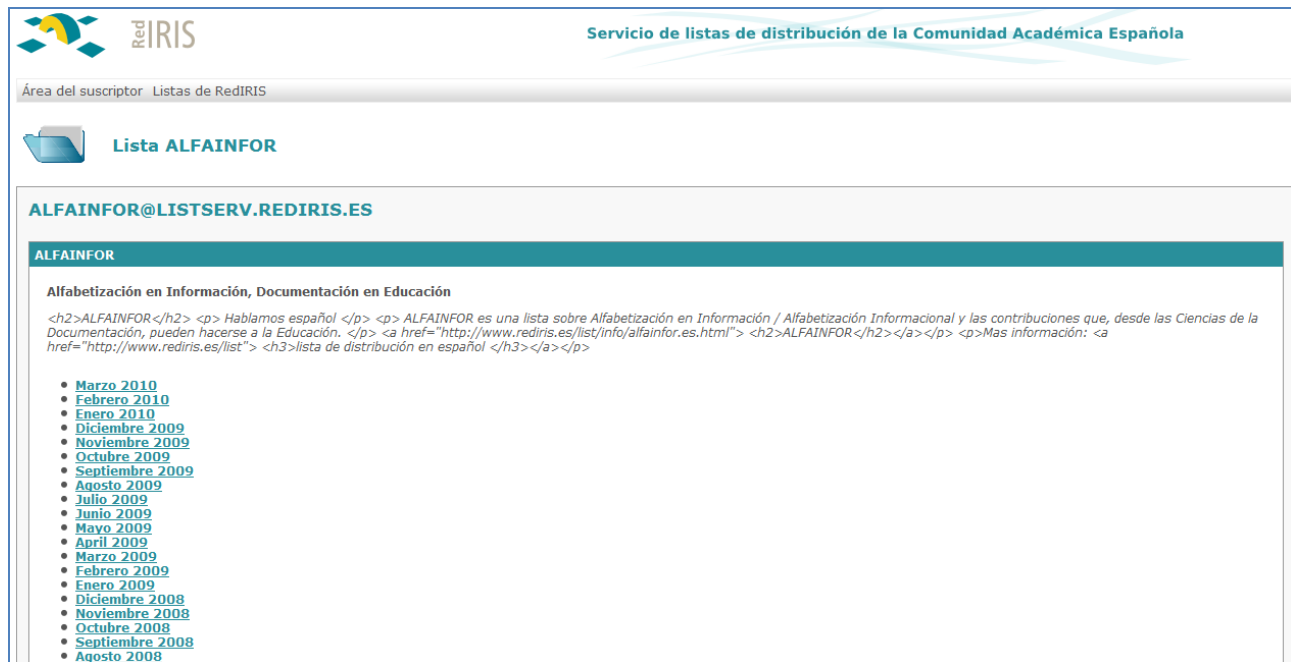 Red IRIS
Servicio de listas de distribución de la Comunidad Académica Española
Área del suscriptor Listas de RedIRIS
Lista ALFAINFOR
ALFAINFOR@LISTSERV.REDIRIS.ES
ALFAINFOR
Alfabetización en Información, Documentación en Educación
<h2>ALFAINFOR</h2> <p> Hablamos español </p> <p> ALFAINFOR es una lista sobre Alfabetización en Información / Alfabetización Informacional y las contribuciones que, desde las Ciencias de la
Documentación, pueden hacerse a la Educación. </p> <a href="http://www.rediris.es/list/info/alfainfor.es.html"> <h2>ALFAINFOR</h2></a></p> <p>Mas información: <a
href="http://www.rediris.es/list"> <h3>lista de distribución en español </h3></a></p>
Marzo 2010
Febrero 2010
Enero 2010
Diciembre 2009
Noviembre 2009
Octubre 2009
Septiembre 2009
Agosto 2009
Julio 2009
Junio 2009
Mayo 2009
April 2009
Marzo 2009
Febrero 2009
Enero 2009
Diciembre 2008
Noviembre 2008
Octubre 2008
Septiembre 2008
Agosto 2008